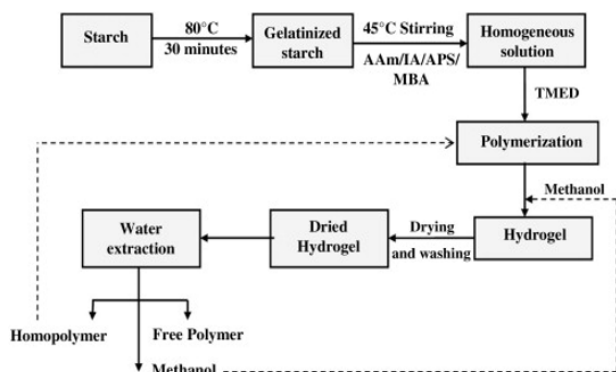 Starch
80°C
30 minutes
Gelatinized
starch
45°C Stirring
AAm/IA/APS/
MBA
Homogeneous
solution
TMED
Polymerization
Methanol
Hydrogel
Drying
and washing
Dried
Hydrogel
Water
extraction
Homopolymer
Free Polymer
Methanol